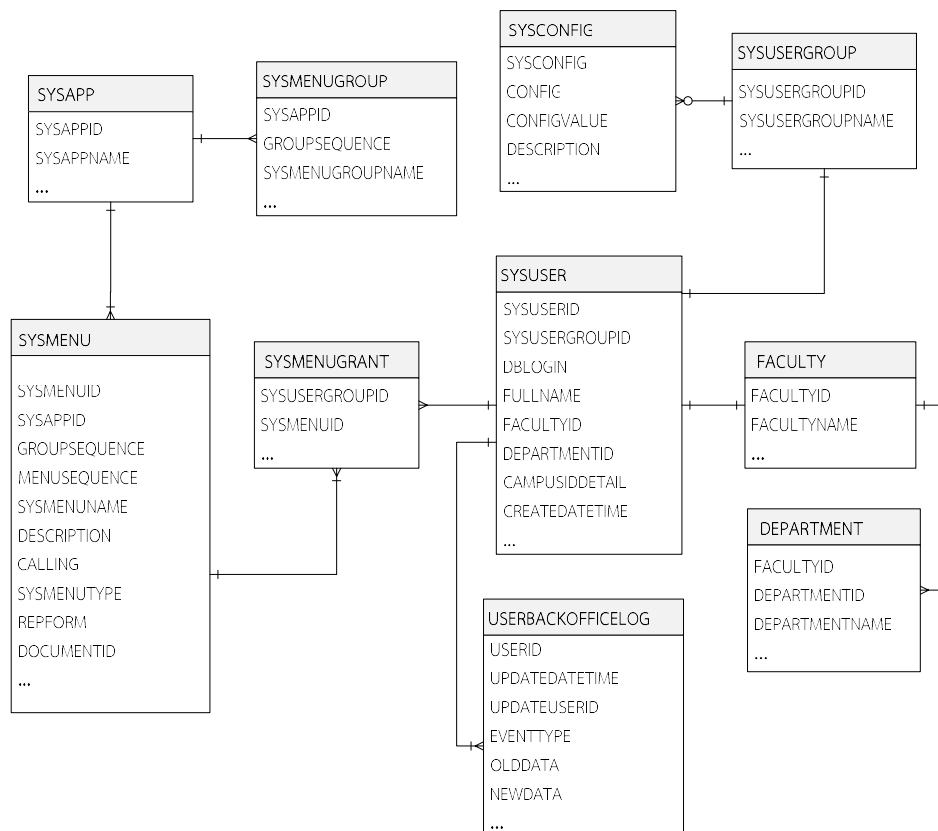 SYSAPP
SYSAPPID
SYSAPPNAME
...
SYSMENUGROUP
SYSAPPID
GROUPSEQUENCE
SYSMENUGROUPNAME
...
SYSCONFIG
SYSCONFIG
CONFIG
CONFIGVALUE
DESCRIPTION
...
SYSUSERGROUP
SYSUSERGROUPID
SYSUSERGROUPNAME
...
SYSMENU
SYSMENUID
SYSAPPID
GROUPSEQUENCE
MENUSEQUENCE
SYSMENUNAME
DESCRIPTION
CALLING
SYSMENUTYPE
REPFORM
DOCUMENTID
...
SYSMENUGRANT
SYSUSERGROUPID
SYSMENUID
...
SYSUSER
SYSUSERID
SYSUSERGROUPID
DBLOGIN
FULLNAME
FACULTYID
DEPARTMENTID
CAMPUSIDDETAIL
CREATEDATETIME
...
FACULTY
FACULTYID
FACULTYNAME
...
DEPARTMENT
FACULTYID
DEPARTMENTID
DEPARTMENTNAME
...
USERBACKOFFICELOG
USERID
UPDATEDATETIME
UPDATEUSERID
EVENTTYPE
OLDDATA
NEWDATA
...